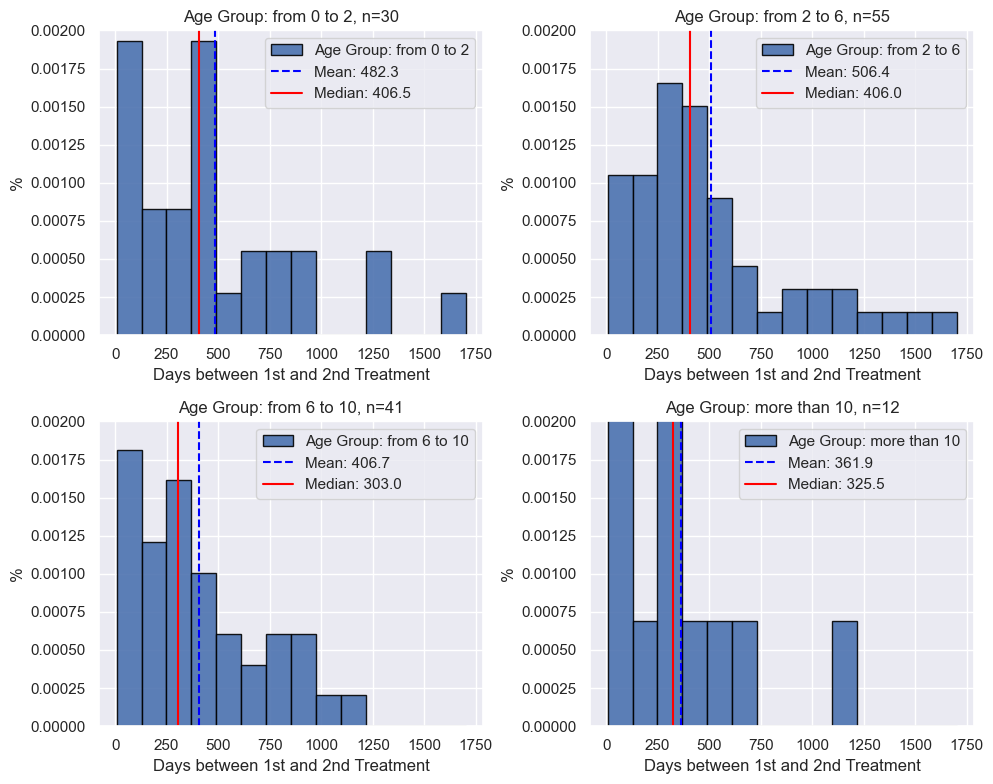 Age Group: from 0 to 2, n=30
0.00200
0.00175
0.00150
0.00125
0.00100
0.00075
0.00050
0.00025
0.00000
%
Age Group: from 0 to 2
Mean: 482.3
Median: 406.5
0 250 500 750 1000 1250 1500 1750
Days between 1st and 2nd Treatment
Age Group: from 2 to 6, n=55
0.00200
0.00175
0.00150
0.00125
0.00100
0.00075
0.00050
0.00025
0.00000
%
Age Group: from 2 to 6
Mean: 506.4
Median: 406.0
0 250 500 750 1000 1250 1500 1750
Days between 1st and 2nd Treatment
Age Group: from 6 to 10, n=41
0.00200
0.00175
0.00150
0.00125
0.00100
0.00075
0.00050
0.00025
0.00000
%
Age Group: from 6 to 10
Mean: 406.7
Median: 303.0
0 250 500 750 1000 1250 1500 1750
Days between 1st and 2nd Treatment
Age Group: more than 10, n=12
0.00200
0.00175
0.00150
0.00125
0.00100
0.00075
0.00050
0.00025
0.00000
%
Age Group: more than 10
Mean: 361.9
Median: 325.5
0 250 500 750 1000 1250 1500 1750
Days between 1st and 2nd Treatment